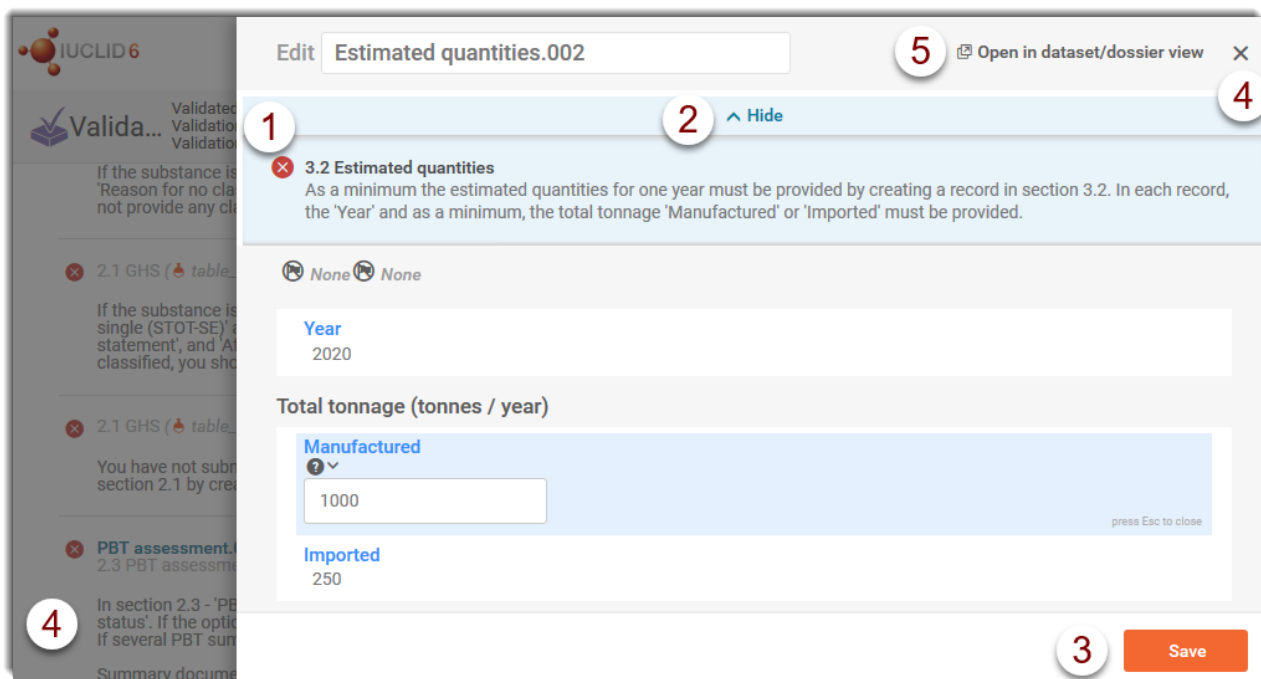 IUCLID 6
Edit Estimated quantities.002
5 Open in dataset/dossier view
4
Valida... Validated
Validation
Validation
1
2 Hide
3.2 Estimated quantities
As a minimum the estimated quantities for one year must be provided by creating a record in section 3.2. In each record,
the 'Year' and as a minimum, the total tonnage 'Manufactured' or 'Imported' must be provided.
None None
Year
2020
Total tonnage (tonnes / year)
Manufactured
1000
press Esc to close
Imported
250
3 Save
If the substance is
'Reason for no cla
not provide any cla
2.1 GHS ( table_
If the substance is
single (STOT-SE)' a
statement', and 'Af
classified, you sho
2.1 GHS ( table_
You have not subm
section 2.1 by crea
PBT assessment.0
2.3 PBT assessme
In section 2.3 - 'PB
status'. If the optic
If several PBT sum
4
Summary docume